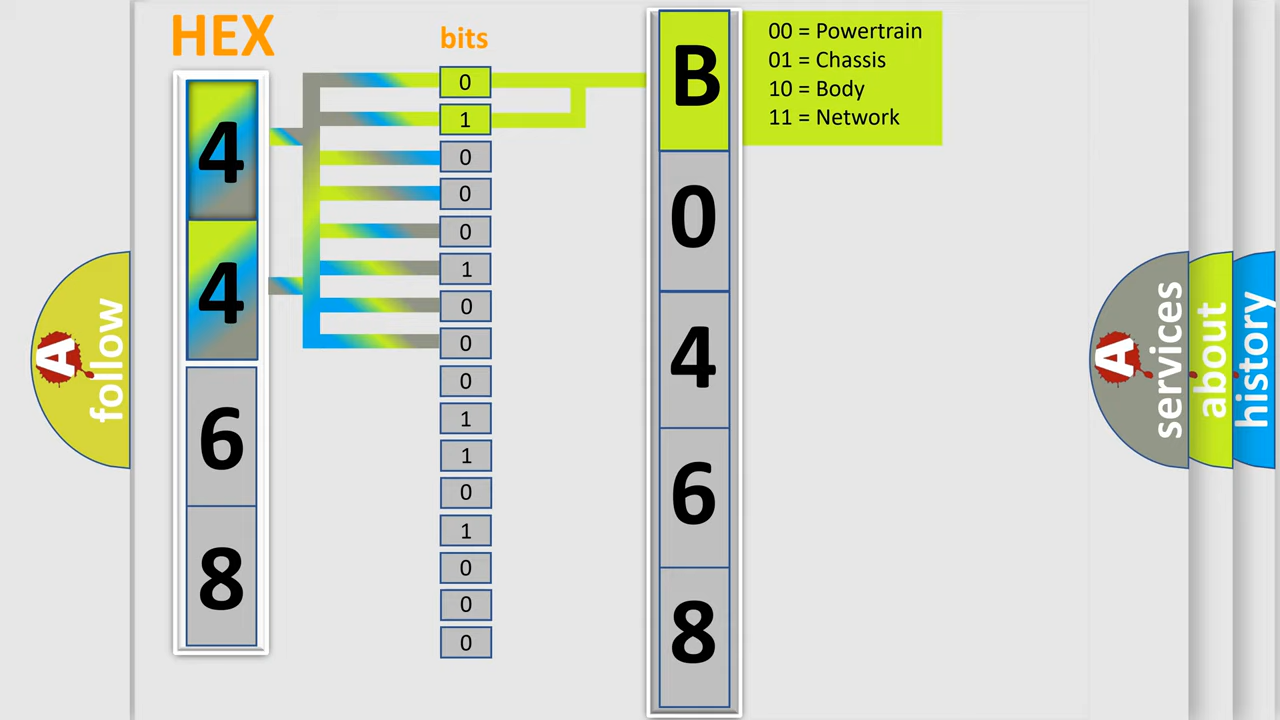 HEX
bits
4
4
6
8
0
1
0
0
0
1
0
0
0
1
1
0
1
0
0
0
B
0
4
6
8
00 = Powertrain
01 = Chassis
10 = Body
11 = Network
A
follow
A
services
about
history